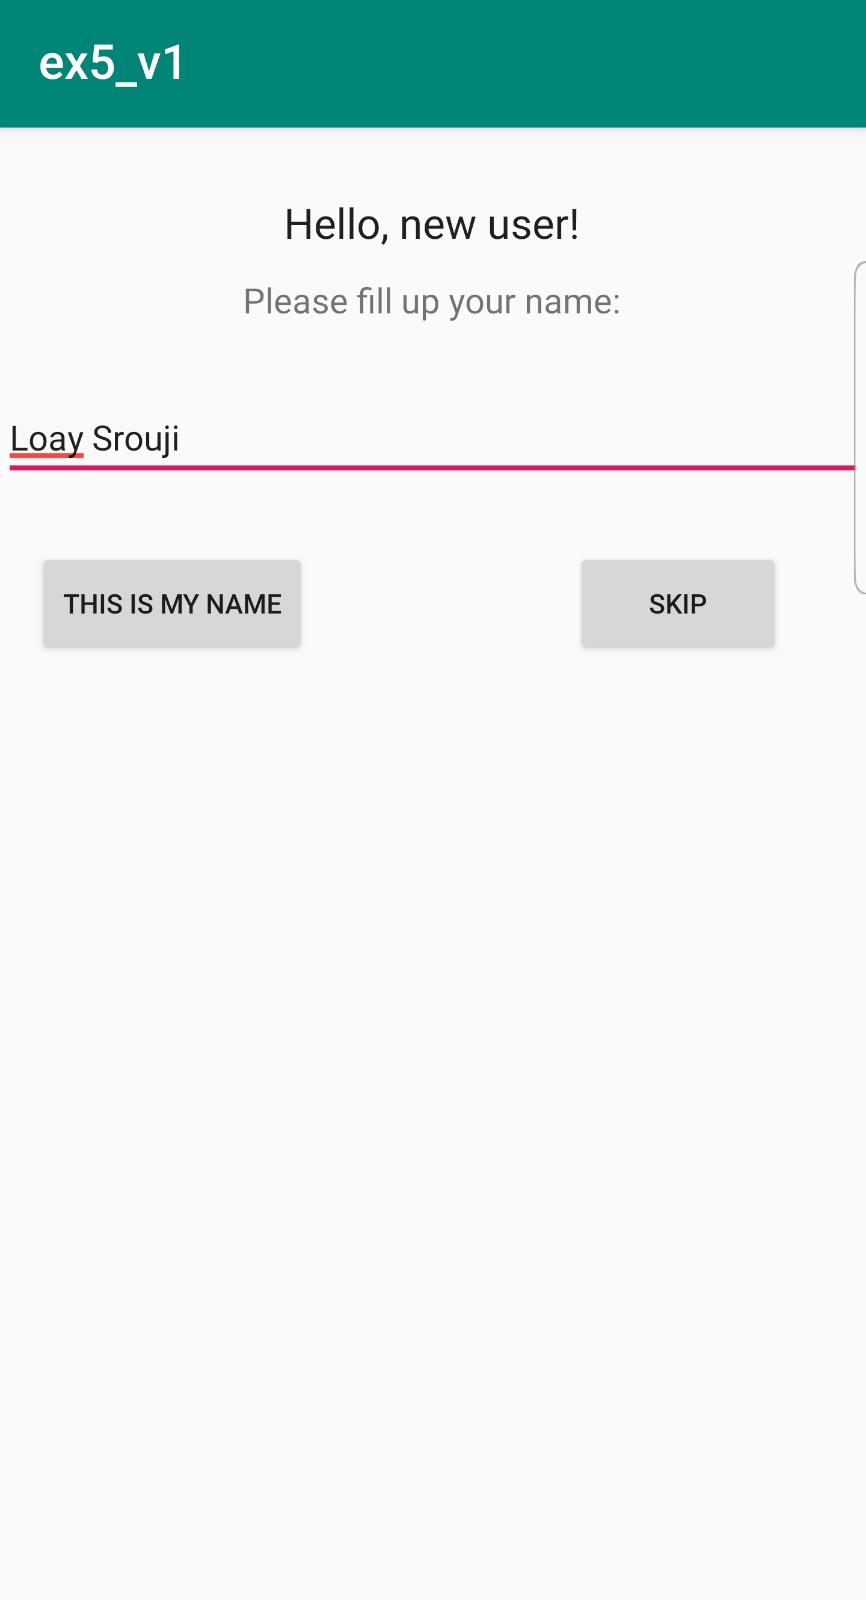 ex5_v1
Hello, new user!
Please fill up your name:
Loay Srouji
THIS IS MY NAME
SKIP